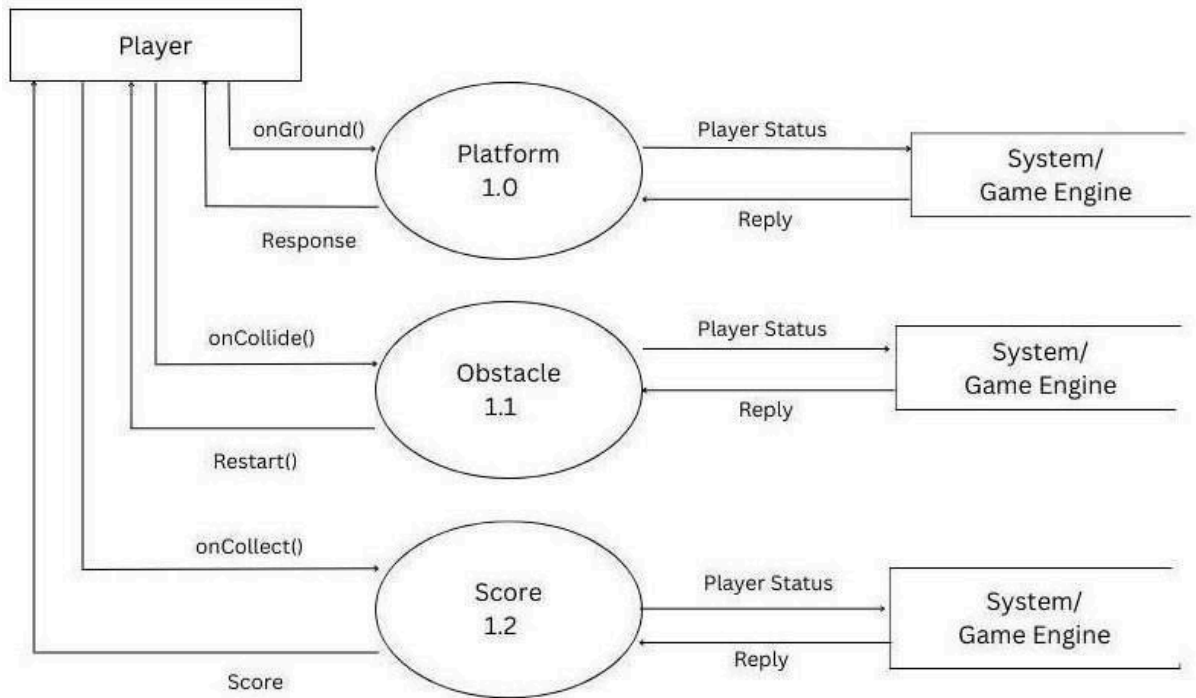 Player
onGround()
Platform
1.0
Player Status
System/
Game Engine
Reply
Response
onCollide()
Obstacle
1.1
Player Status
System/
Game Engine
Reply
Restart()
onCollect()
Score
1.2
Player Status
System/
Game Engine
Reply
Score